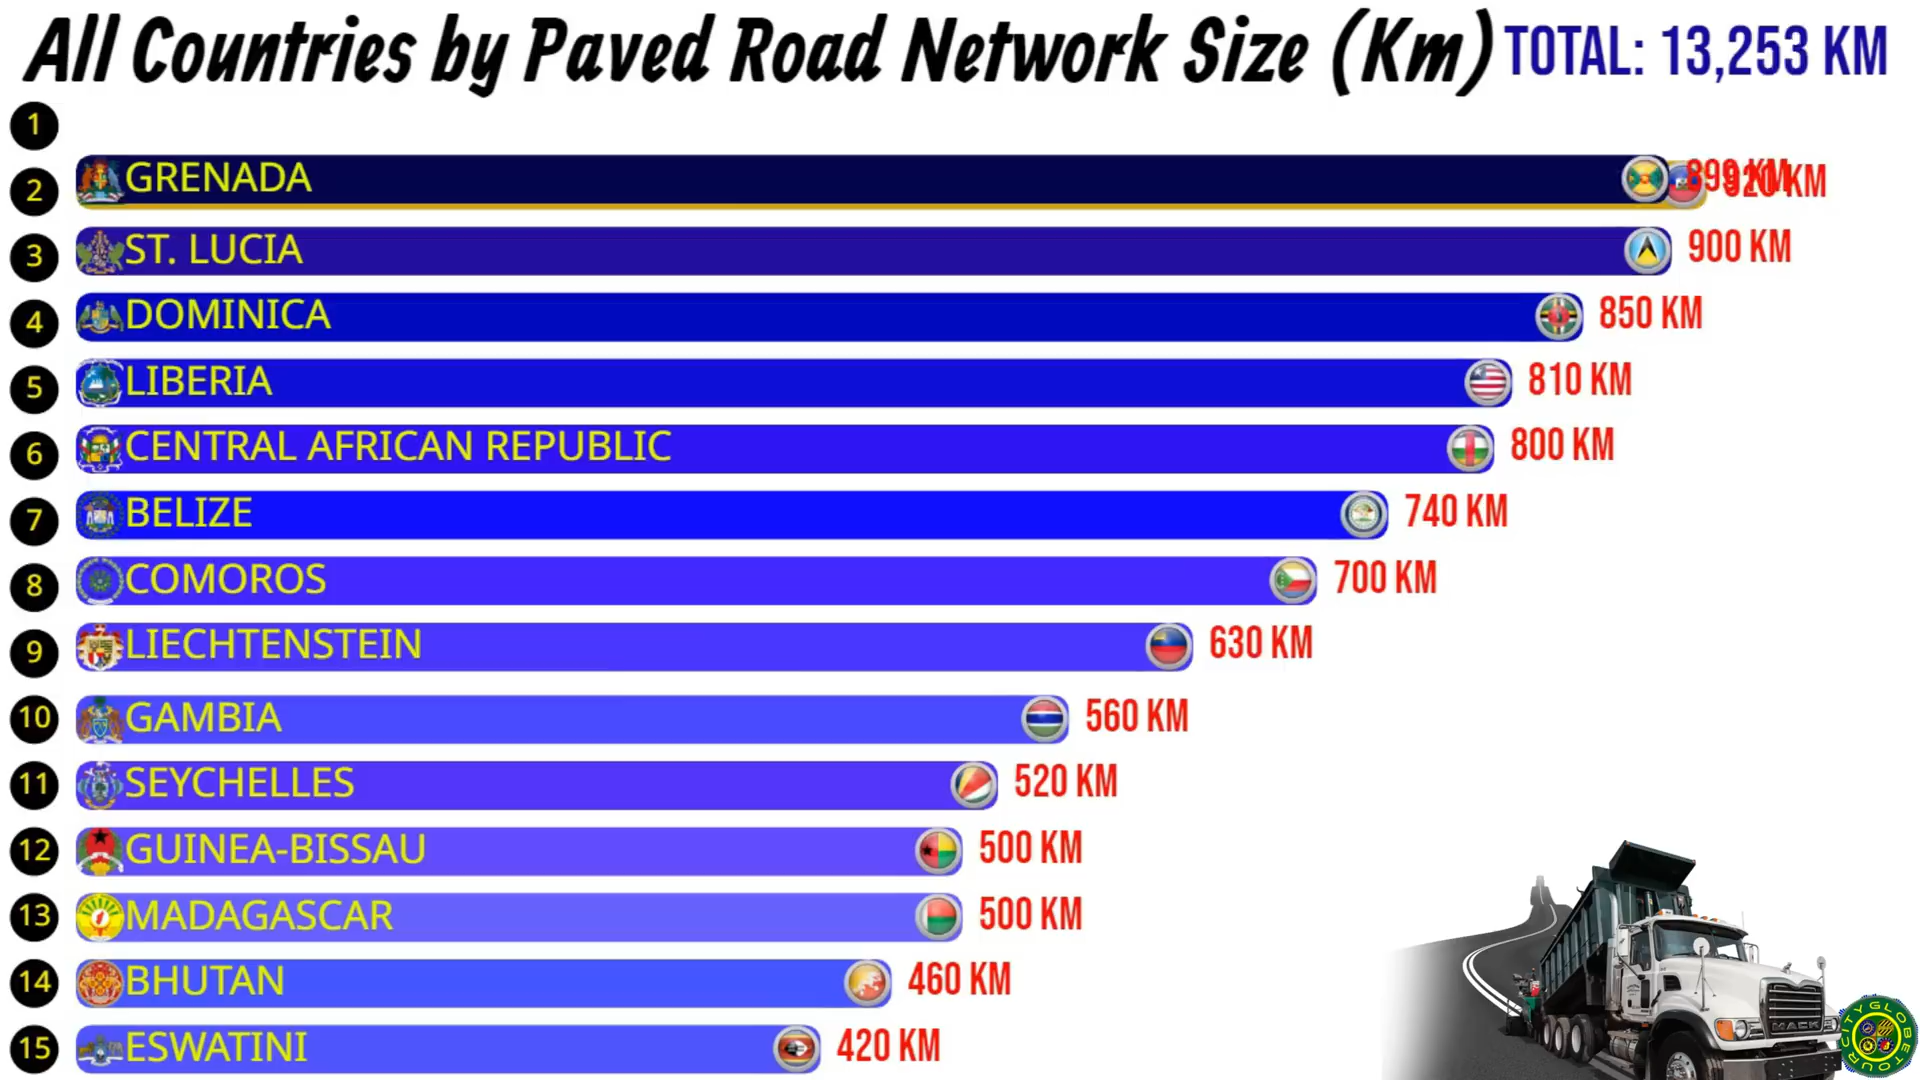 All Countries by Paved Road Network Size (Km) TOTAL: 13,253 KM
1
2 GRENADA
3 ST. LUCIA 900 KM
4 DOMINICA 850 KM
5 LIBERIA 810 KM
6 CENTRAL AFRICAN REPUBLIC 800 KM
7 BELIZE 740 KM
8 COMOROS 700 KM
9 LIECHTENSTEIN 630 KM
10 GAMBIA 560 KM
11 SEYCHELLES 520 KM
12 GUINEA-BISSAU 500 KM
13 MADAGASCAR 500 KM
14 BHUTAN 460 KM
15 ESWATINI 420 KM
MACK
CITY GLOBE TOUR